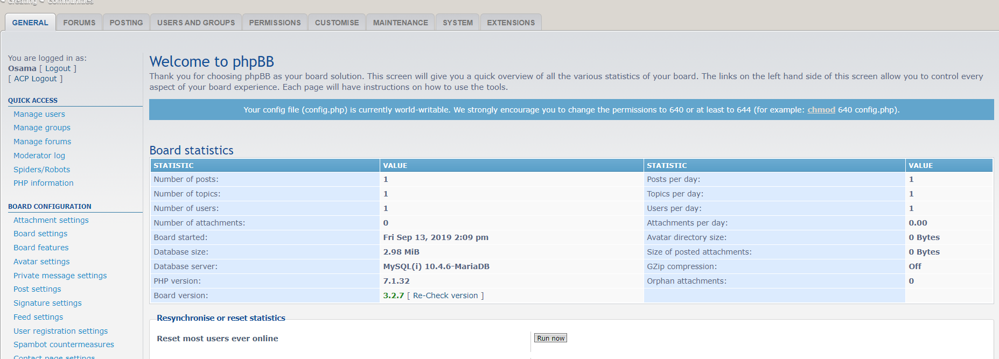 creating communities
GENERAL
FORUMS
POSTING
USERS AND GROUPS
PERMISSIONS
CUSTOMISE
MAINTENANCE
SYSTEM
EXTENSIONS
You are logged in as:
Osama [ Logout ]
[ ACP Logout ]
QUICK ACCESS
Manage users
Manage groups
Manage forums
Moderator log
Spiders/Robots
PHP information
BOARD CONFIGURATION
Attachment settings
Board settings
Board features
Avatar settings
Private message settings
Post settings
Signature settings
Feed settings
User registration settings
Spambot countermeasures
Contact page settings
Welcome to phpBB
Thank you for choosing phpBB as your board solution. This screen will give you a quick overview of all the various statistics of your board. The links on the left hand side of this screen allow you to control every
aspect of your board experience. Each page will have instructions on how to use the tools.
Your config file (config.php) is currently world-writable. We strongly encourage you to change the permissions to 640 or at least to 644 (for example: chmod 640 config.php).
Board statistics
STATISTIC VALUE STATISTIC VALUE
Number of posts: 1 Posts per day: 1
Number of topics: 1 Topics per day: 1
Number of users: 1 Users per day: 1
Number of attachments: 0 Attachments per day: 0.00
Board started: Fri Sep 13, 2019 2:09 pm Avatar directory size: 0 Bytes
Database size: 2.98 MiB Size of posted attachments: 0 Bytes
Database server: MySQL(i) 10.4.6-MariaDB GZip compression: Off
PHP version: 7.1.32 Orphan attachments: 0
Board version: 3.2.7 [ Re-Check version ]
Resynchronise or reset statistics
Reset most users ever online Run now